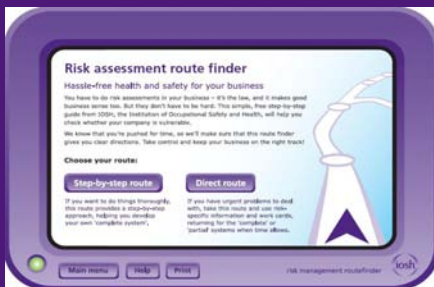 Risk assessment route finder
Hassle-free health and safety for your business
You have to do risk assessments in your business – it's the law, and it makes good
business sense too. But they don't have to be hard. This simple, free step-by-step
guide from IOSH, the Institution of Occupational Safety and Health, will help you
check whether your company is vulnerable.
We know that you're pushed for time, so we'll make sure that this route finder
gives you clear directions. Take control and keep your business on the right track!
Choose your route:
Step-by-step route
Direct route
If you want to do things thoroughly,
this route provides a step-by-step
approach, helping you develop
your own 'complete system'.
If you have urgent problems to deal
with, take this route and use risk-
specific information and work cards,
returning for the 'complete' or
'partial' systems when time allows.
Main menu
Help
Print
risk management routefinder
iosh